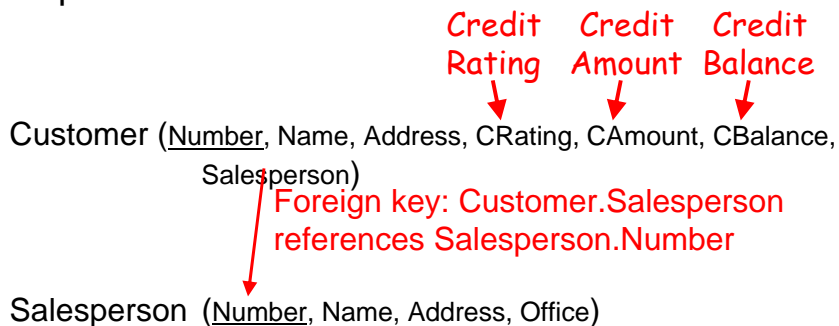 Credit Credit Credit
Rating Amount Balance
Customer (Number, Name, Address, CRating, CAmount, CBalance,
Salesperson)
Foreign key: Customer.Salesperson
references Salesperson.Number
Salesperson (Number, Name, Address, Office)